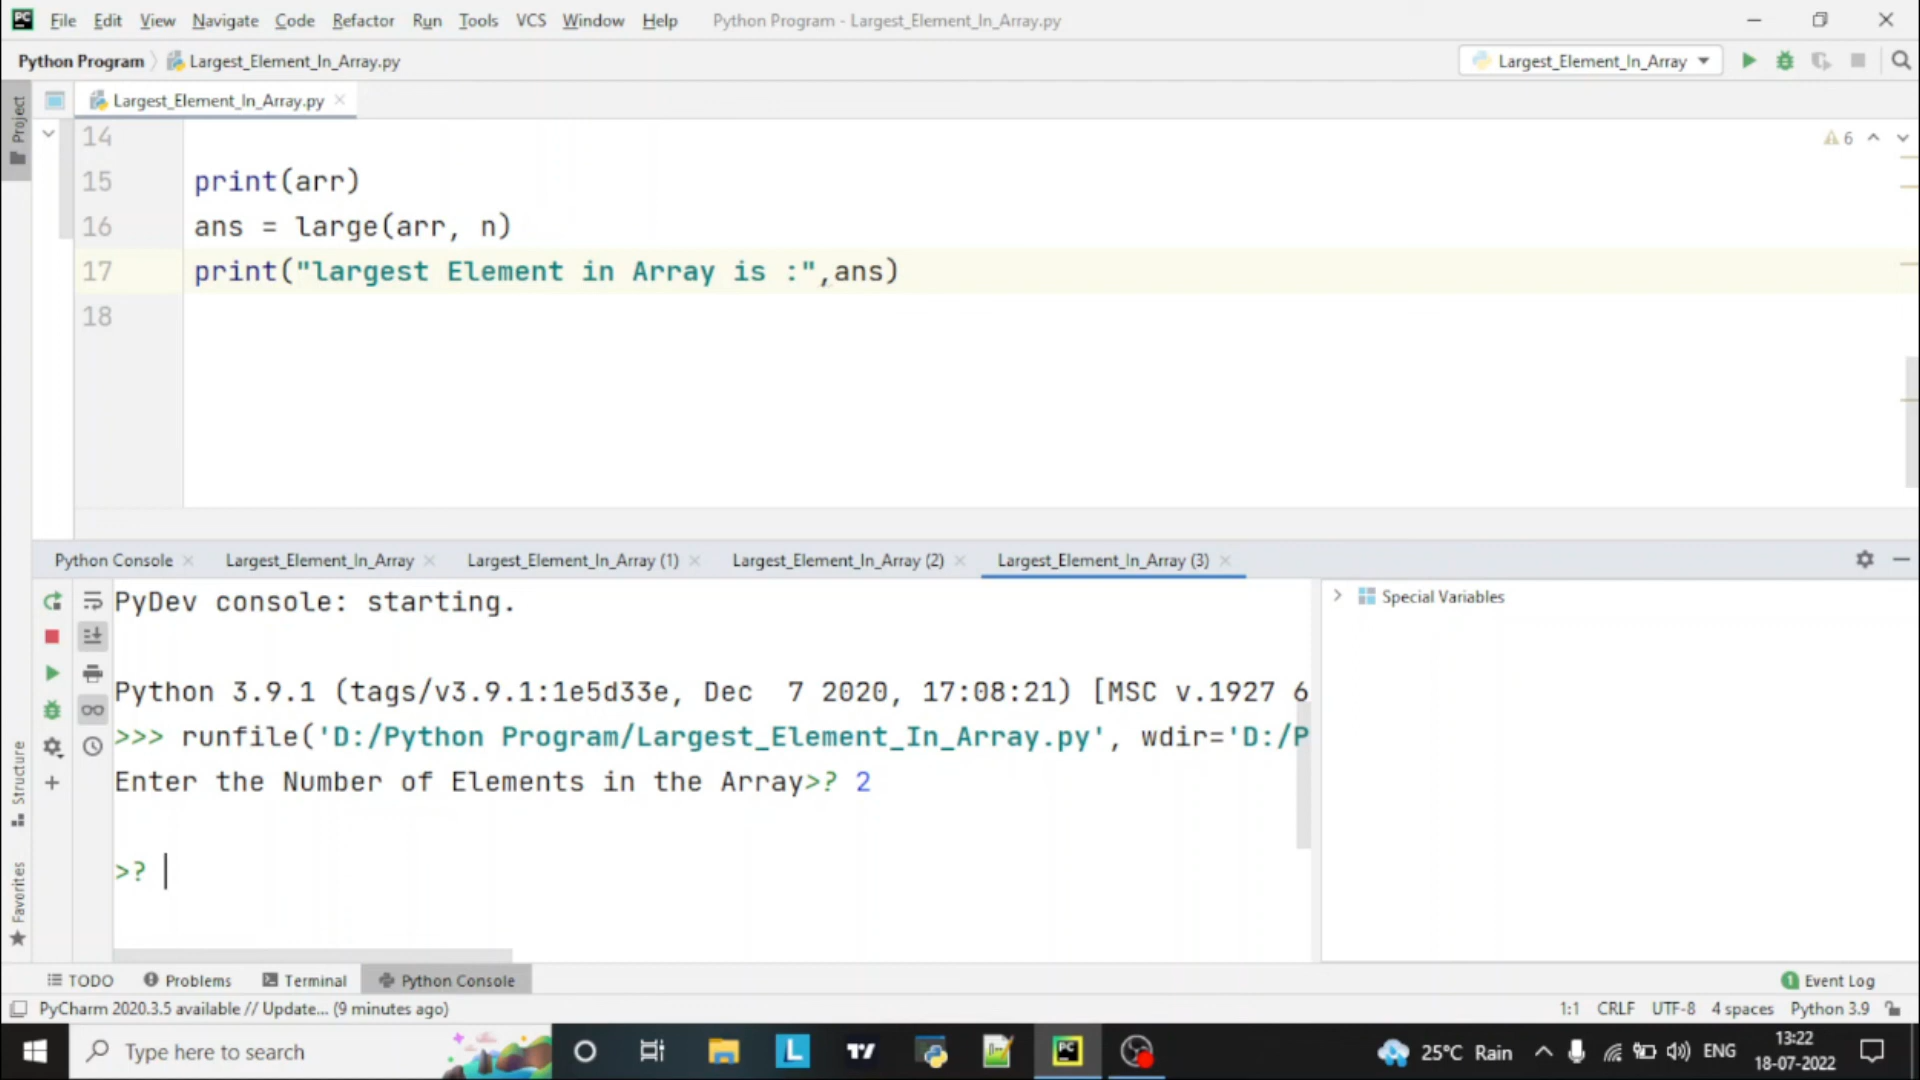 PC File Edit View Navigate Code Refactor Run Tools VCS Window Help Python Program - Largest_Element_In_Array.py
Python Program Largest_Element_In_Array.py Largest_Element_In_Array
Largest_Element_In_Array.py
Project
14
6
15 print(arr)
16 ans = large(arr, n)
17 print("largest Element in Array is :",ans)
18
Python Console Largest_Element_In_Array Largest_Element_In_Array (1) Largest_Element_In_Array (2) Largest_Element_In_Array (3)
PyDev console: starting.
Special Variables
Python 3.9.1 (tags/v3.9.1:1e5d33e, Dec  7 2020, 17:08:21) [MSC v.1927 6
>>> runfile('D:/Python Program/Largest_Element_In_Array.py', wdir='D:/P
Enter the Number of Elements in the Array>? 2
>?
Structure
Favorites
TODO Problems Terminal Python Console 1 Event Log
PyCharm 2020.3.5 available // Update... (9 minutes ago) 1:1 CRLF UTF-8 4 spaces Python 3.9
Type here to search L PC 25°C Rain ENG 13:22
18-07-2022